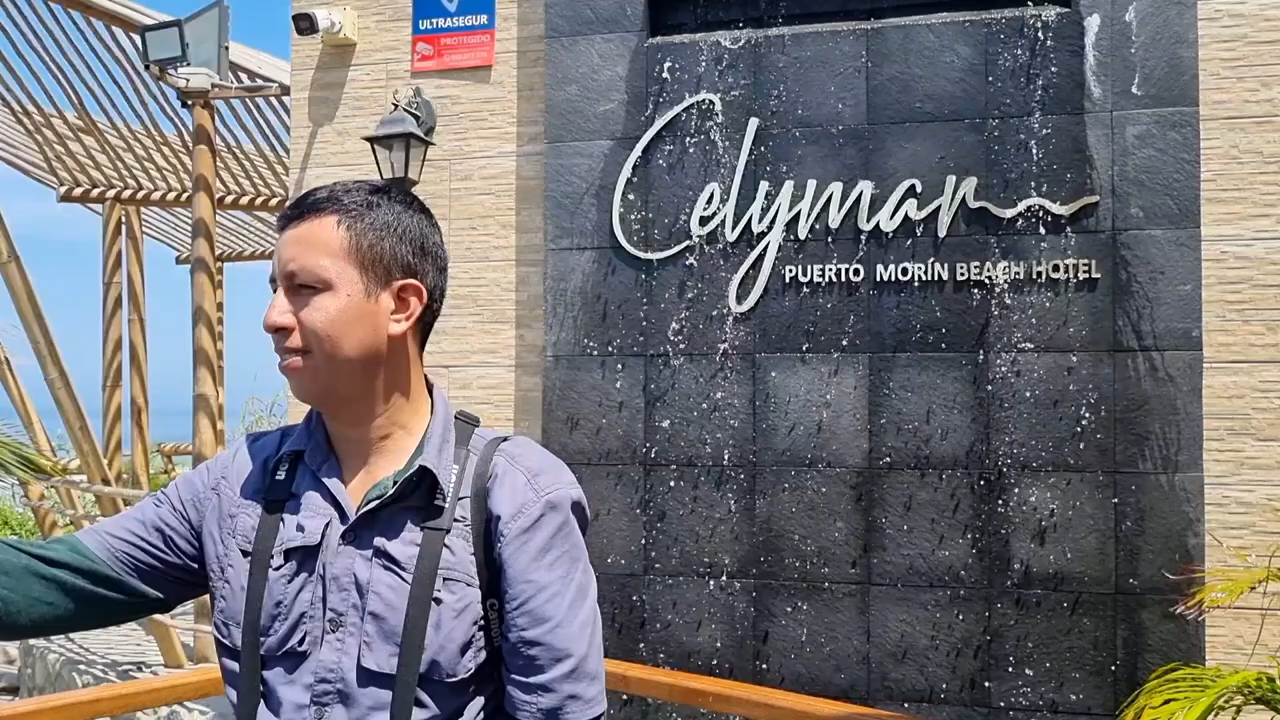 ULTRASEGUR
PROTEGIDO
Celymar
PUERTO MORÍN BEACH HOTEL
Canon